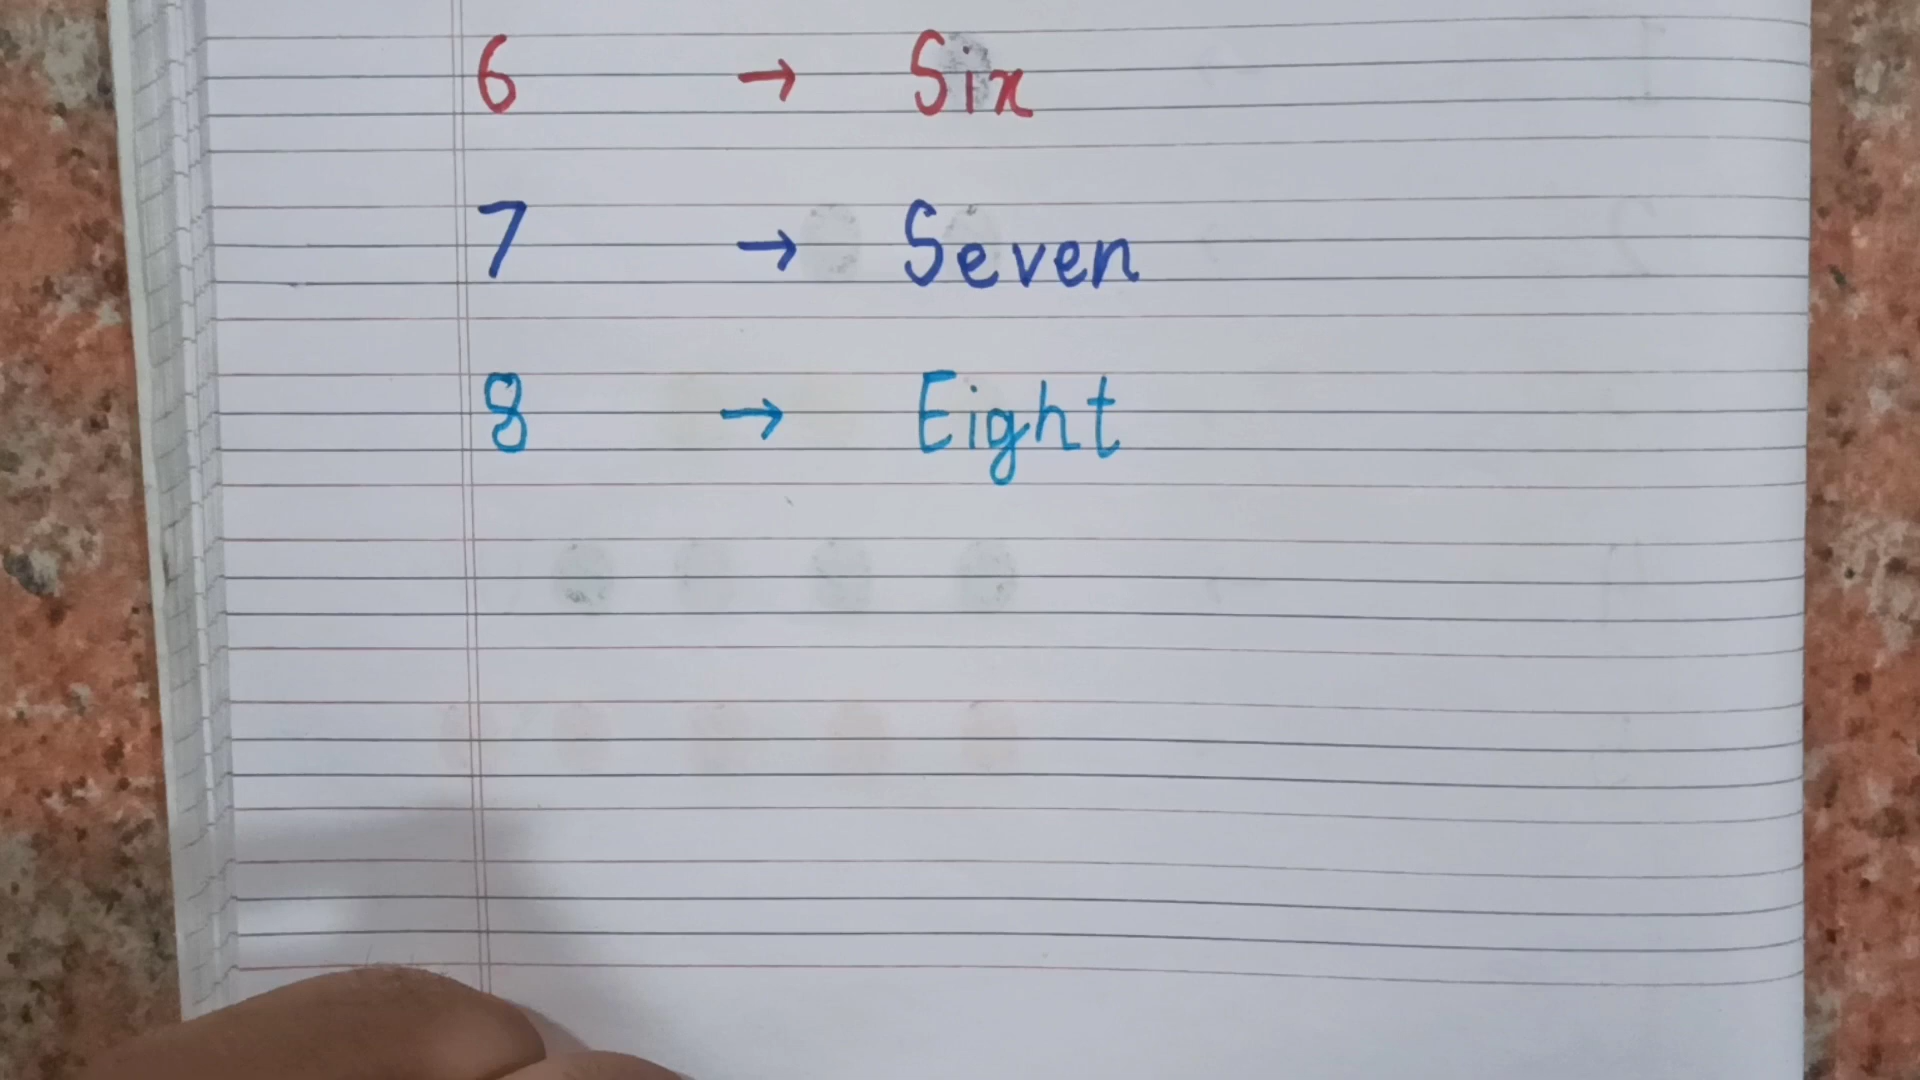 6 → Six
7 → Seven
8 → Eight